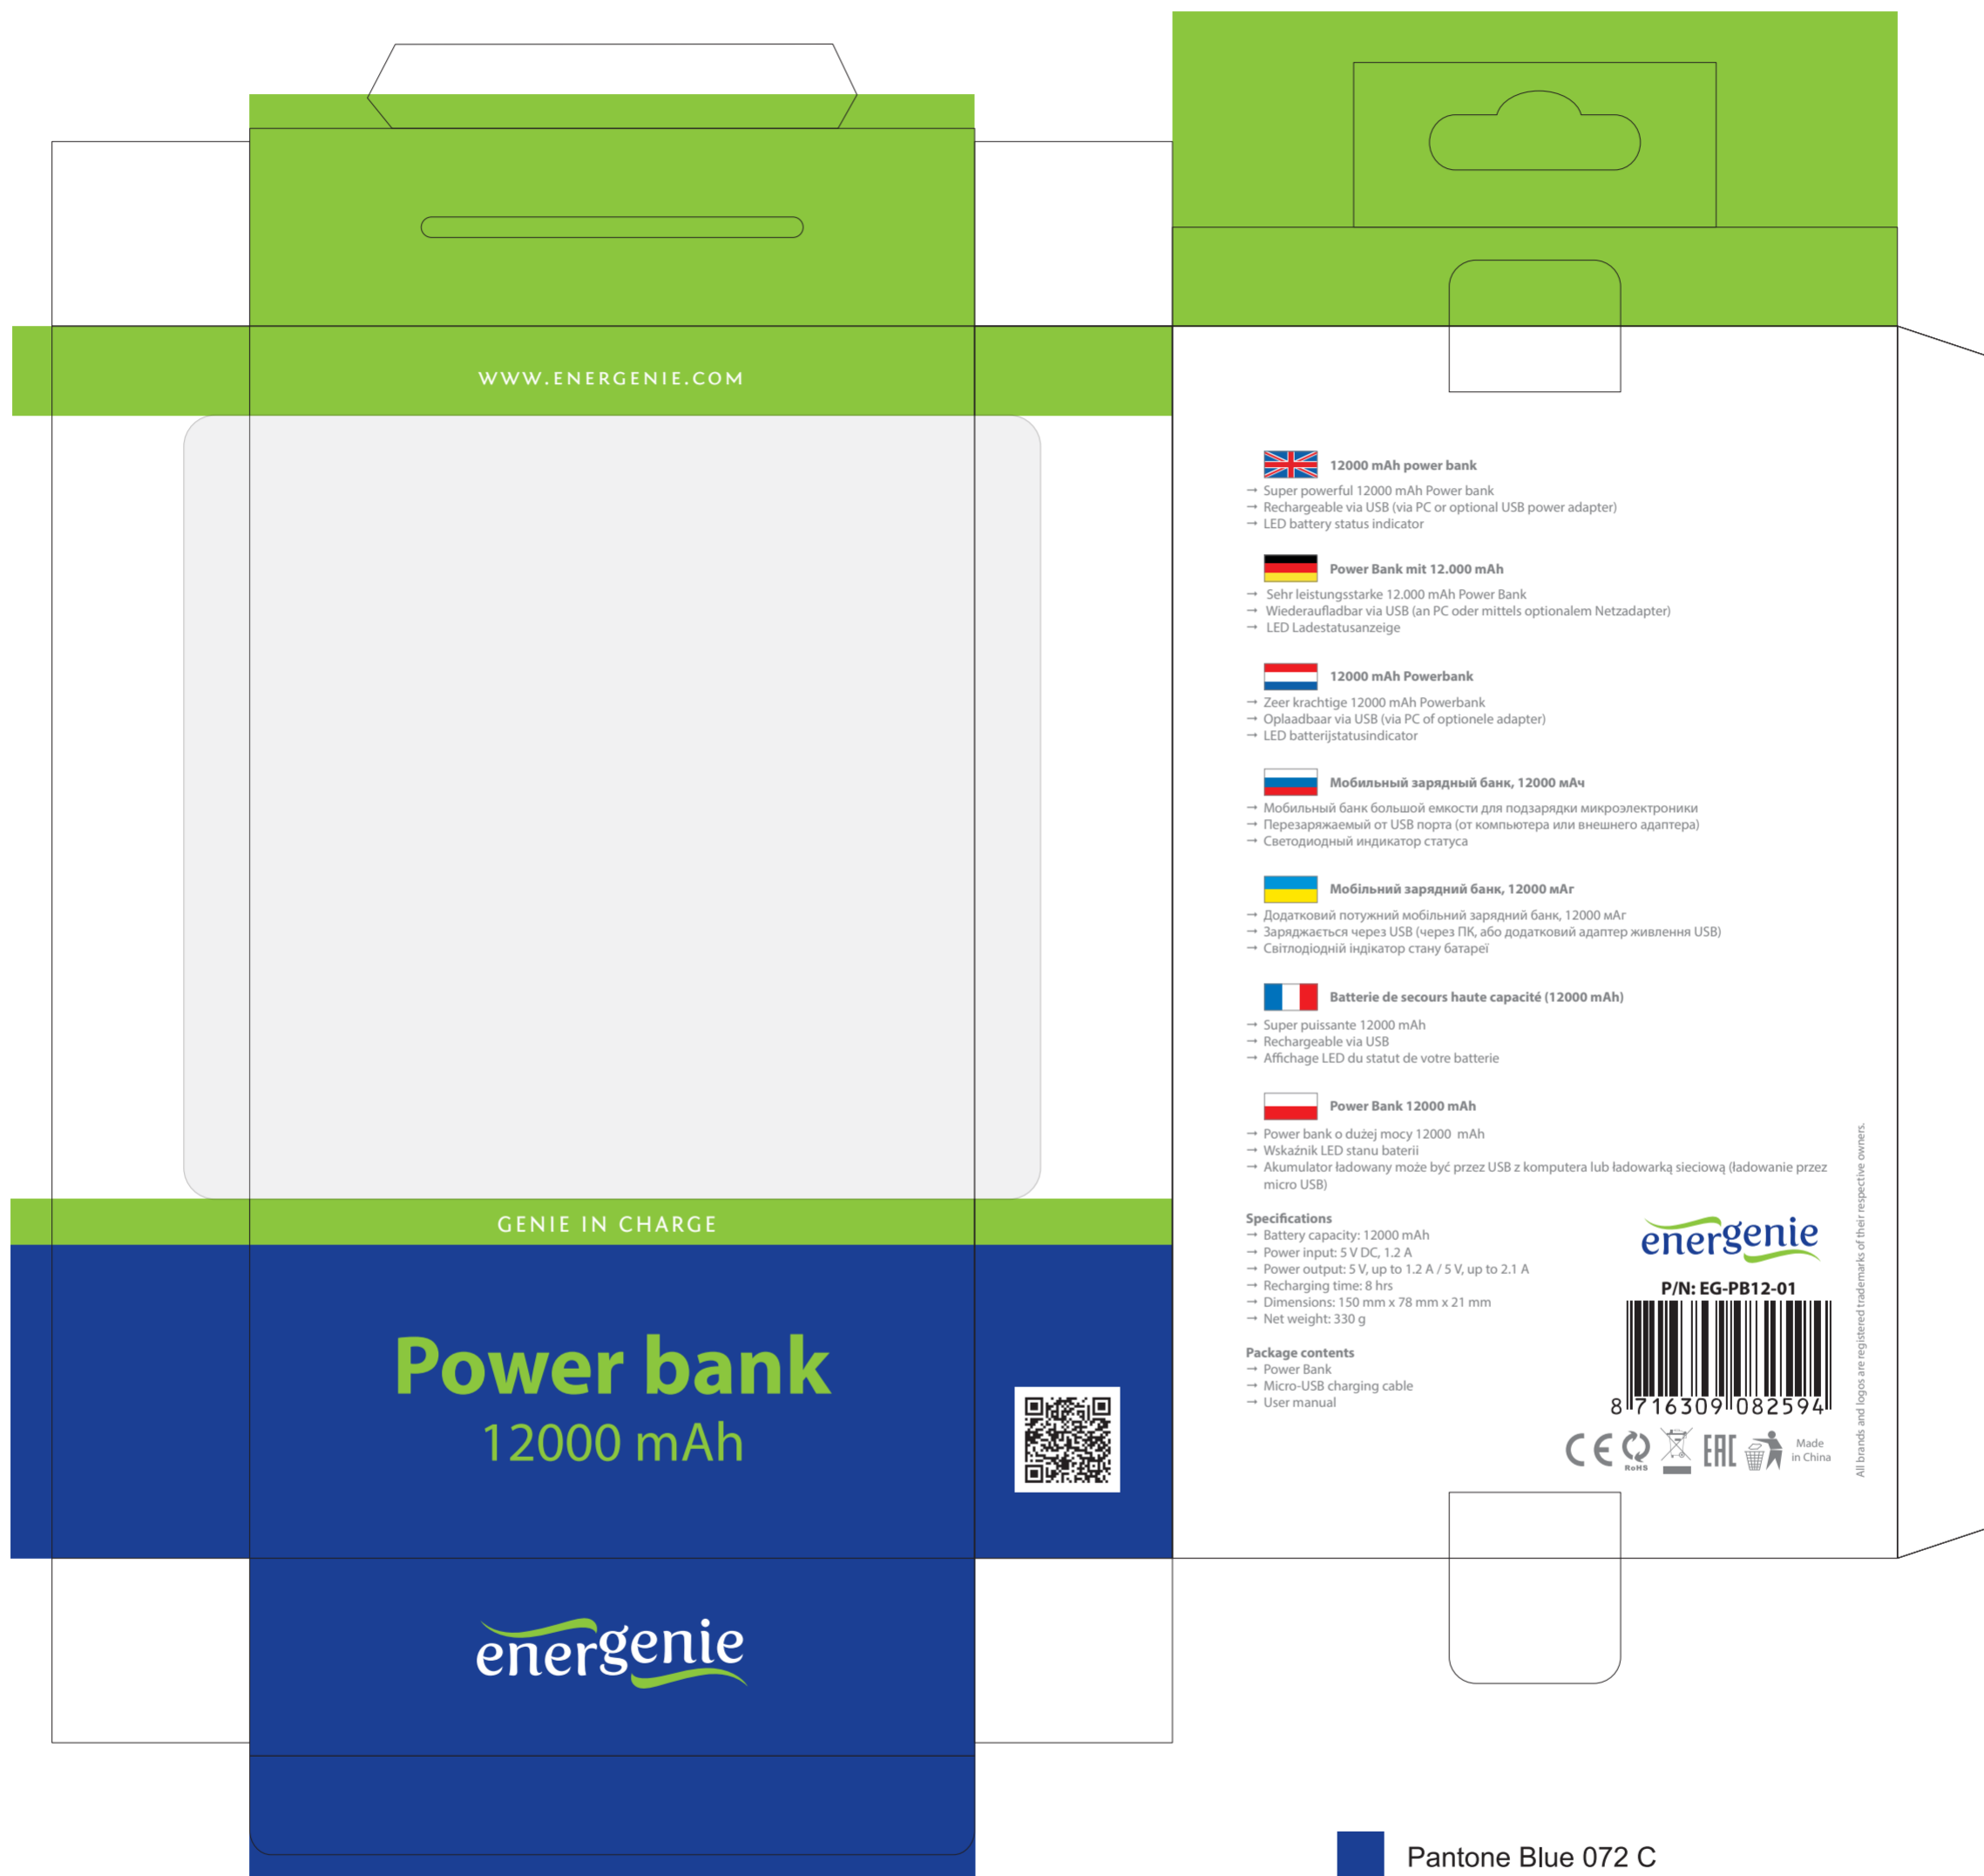 WWW.ENERGENIE.COM
GENIE IN CHARGE
Power bank
12000 mAh
energenie
12000 mAh power bank
→ Super powerful 12000 mAh Power bank
→ Rechargeable via USB (via PC or optional USB power adapter)
→ LED battery status indicator
Power Bank mit 12.000 mAh
→ Sehr leistungsstarke 12.000 mAh Power Bank
→ Wiederaufladbar via USB (an PC oder mittels optionalem Netzadapter)
→ LED Ladestatusanzeige
12000 mAh Powerbank
→ Zeer krachtige 12000 mAh Powerbank
→ Oplaadbaar via USB (via PC of optionele adapter)
→ LED batterijstatusindicator
Мобильный зарядный банк, 12000 мАч
→ Мобильный банк большой емкости для подзарядки микроэлектроники
→ Перезаряжаемый от USB порта (от компьютера или внешнего адаптера)
→ Светодиодный индикатор статуса
Мобільний зарядний банк, 12000 мАг
→ Додатковий потужний мобільний зарядний банк, 12000 мАг
→ Заряджається через USB (через ПК, або додатковий адаптер живлення USB)
→ Світлодіодній індікатор стану батареї
Batterie de secours haute capacité (12000 mAh)
→ Super puissante 12000 mAh
→ Rechargeable via USB
→ Affichage LED du statut de votre batterie
Power Bank 12000 mAh
→ Power bank o dużej mocy 12000 mAh
→ Wskaźnik LED stanu baterii
→ Akumulator ładowany może być przez USB z komputera lub ładowarką sieciową (ładowanie przez
micro USB)
Specifications
→ Battery capacity: 12000 mAh
→ Power input: 5 V DC, 1.2 A
→ Power output: 5 V, up to 1.2 A / 5 V, up to 2.1 A
→ Recharging time: 8 hrs
→ Dimensions: 150 mm x 78 mm x 21 mm
→ Net weight: 330 g
Package contents
→ Power Bank
→ Micro-USB charging cable
→ User manual
energenie
P/N: EG-PB12-01
8 716309 082594
CE RoHS EAC Made
in China
All brands and logos are registered trademarks of their respective owners.
Pantone Blue 072 C